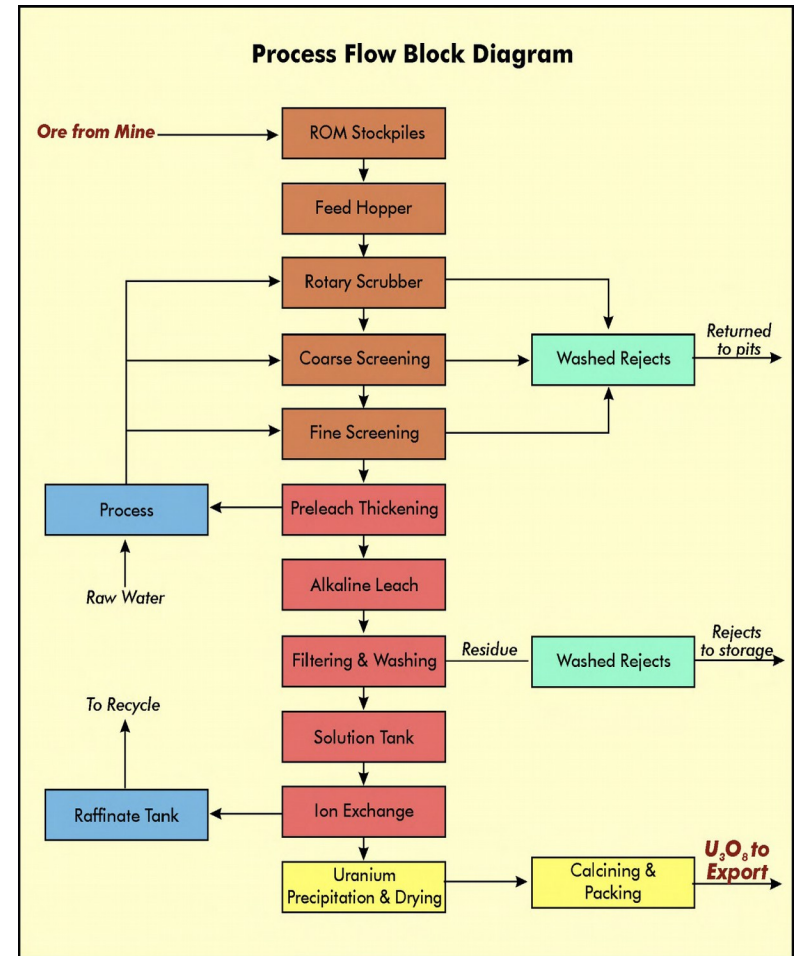 Process Flow Block Diagram
Ore from Mine
ROM Stockpiles
Feed Hopper
Rotary Scrubber
Returned
to pits
Coarse Screening
Washed Rejects
Fine Screening
Process
Preleach Thickening
Raw Water
Alkaline Leach
Filtering & Washing
Residue
Washed Rejects
Rejects
to storage
To Recycle
Solution Tank
Raffinate Tank
Ion Exchange
Uranium
Precipitation & Drying
Calcining &
Packing
U₃O₈ to
Export